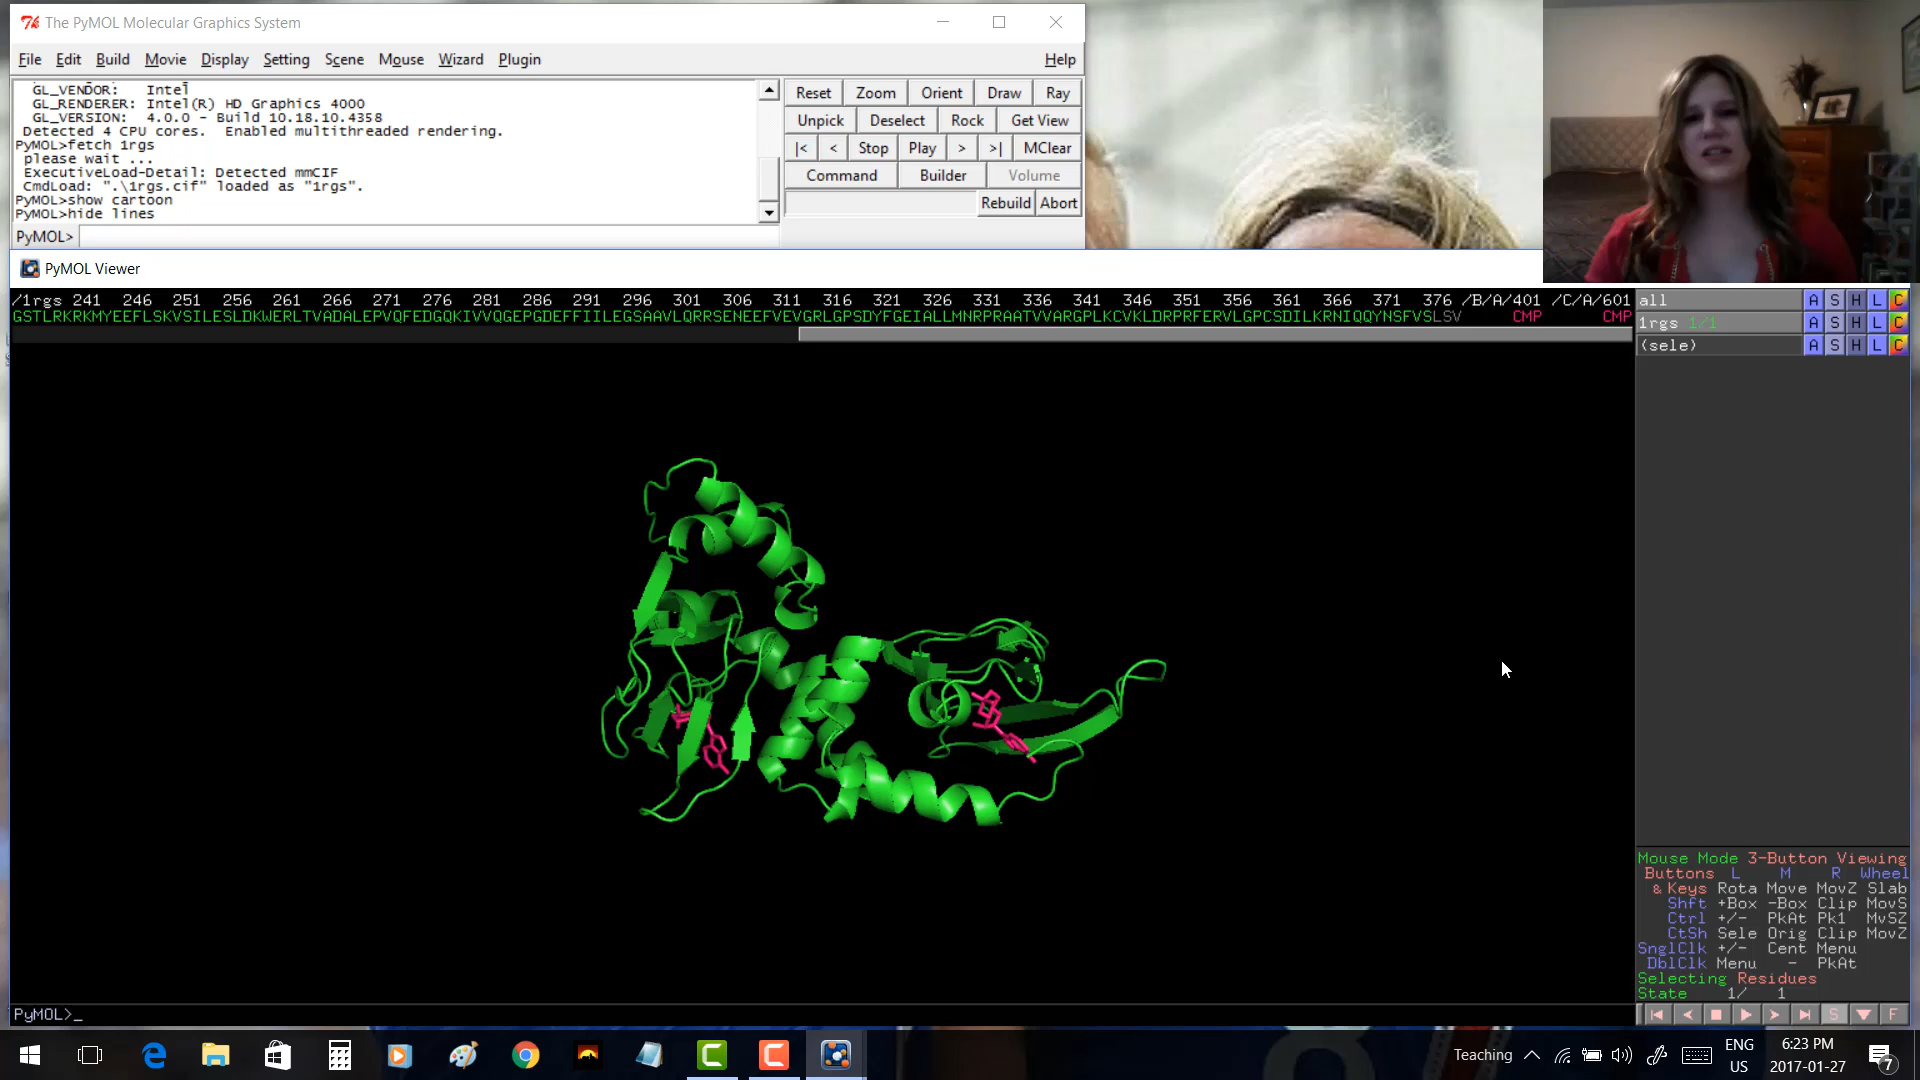 The PyMOL Molecular Graphics System
File Edit Build Movie Display Setting Scene Mouse Wizard Plugin Help
GL_VENDOR: Intel
GL_RENDERER: Intel(R) HD Graphics 4000
GL_VERSION: 4.0.0 - Build 10.18.10.4358
Detected 4 CPU cores. Enabled multithreaded rendering.
PyMOL>fetch 1rgs
please wait ...
ExecutiveLoad-Detail: Detected mmCIF
CmdLoad: ".\1rgs.cif" loaded as "1rgs".
PyMOL>show cartoon
PyMOL>hide lines
PyMOL>
Reset Zoom Orient Draw Ray
Unpick Deselect Rock Get View
|< < Stop Play > >| MClear
Command Builder Volume
Rebuild Abort
PyMOL Viewer
/1rgs 241 246 251 256 261 266 271 276 281 286 291 296 301 306 311 316 321 326 331 336 341 346 351 356 361 366 371 376 /B/A/401 /C/A/601
GSTLRKRKMYEEFLSKVSILESLDKWERLTVADALEPVQFEDGQKIVVQGEPGDEFFIILEGSAAVLQRRSENEEFVEVGRLGPSDYFGEIALLMNRPRAATVVARGPLKCVKLDRPRFERVLGPCSDILKRNIQQYNSFVSLSV CMP CMP
all A S H L C
1rgs 1/1 A S H L C
(sele) A S H L C
Mouse Mode 3-Button Viewing
Buttons L M R Wheel
& Keys Rota Move MovZ Slab
Shft +Box -Box Clip MovS
Ctrl +/- PkAt Pk1 MvSZ
CtSh Sele Orig Clip MovZ
SnglClk +/- Cent Menu
DblClk Menu - PkAt
Selecting Residues
State 1/ 1
S F
PyMOL>_
Teaching
ENG
US
6:23 PM
2017-01-27
7